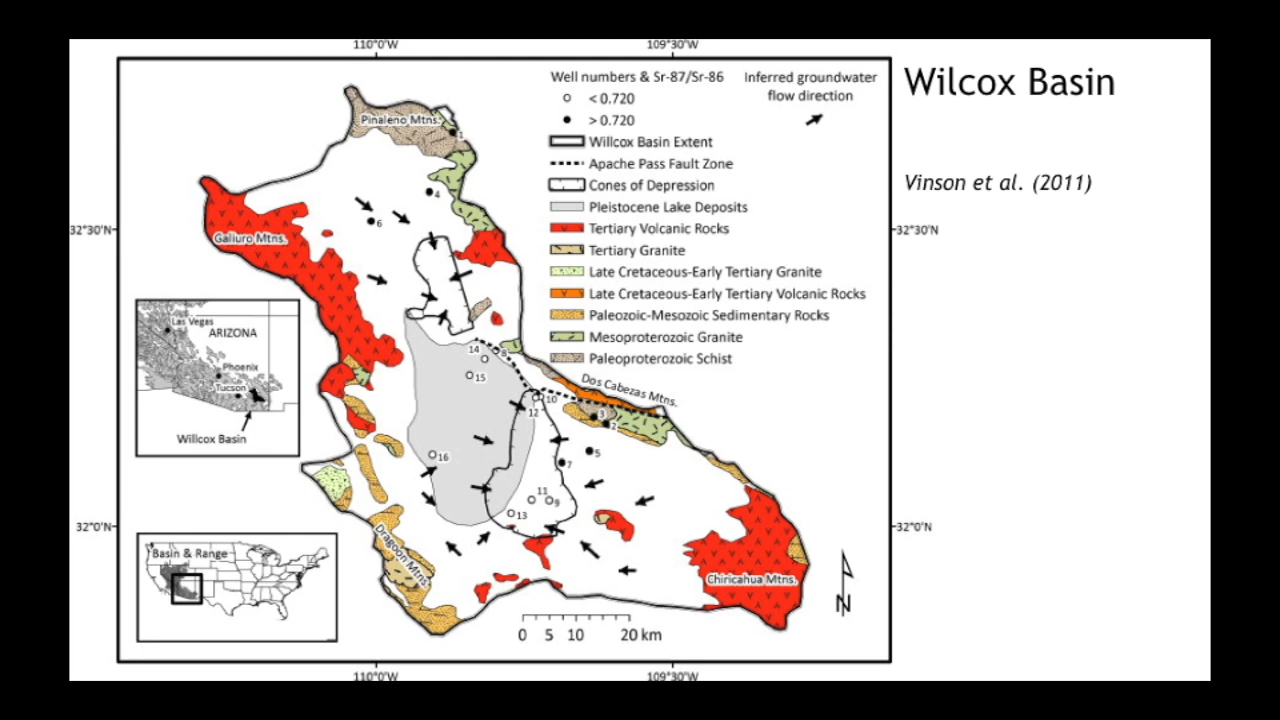 110°0'W
109°30'W
Wilcox Basin
Vinson et al. (2011)
Well numbers & Sr-87/Sr-86
< 0.720
> 0.720
Inferred groundwater
flow direction
Willcox Basin Extent
Apache Pass Fault Zone
Cones of Depression
Pleistocene Lake Deposits
Tertiary Volcanic Rocks
Tertiary Granite
Late Cretaceous-Early Tertiary Granite
Late Cretaceous-Early Tertiary Volcanic Rocks
Paleozoic-Mesozoic Sedimentary Rocks
Mesoproterozoic Granite
Paleoproterozoic Schist
Pinaleno Mtns.
1
4
6
32°30'N
32°30'N
Galiuro Mtns.
Las Vegas
ARIZONA
Phoenix
Tucson
Willcox Basin
14
8
15
Dos Cabezas Mtns.
10
12
3
2
5
16
7
11
9
13
32°0'N
32°0'N
Dragoon Mtns.
Chiricahua Mtns.
Basin & Range
N
0 5 10 20 km
110°0'W
109°30'W